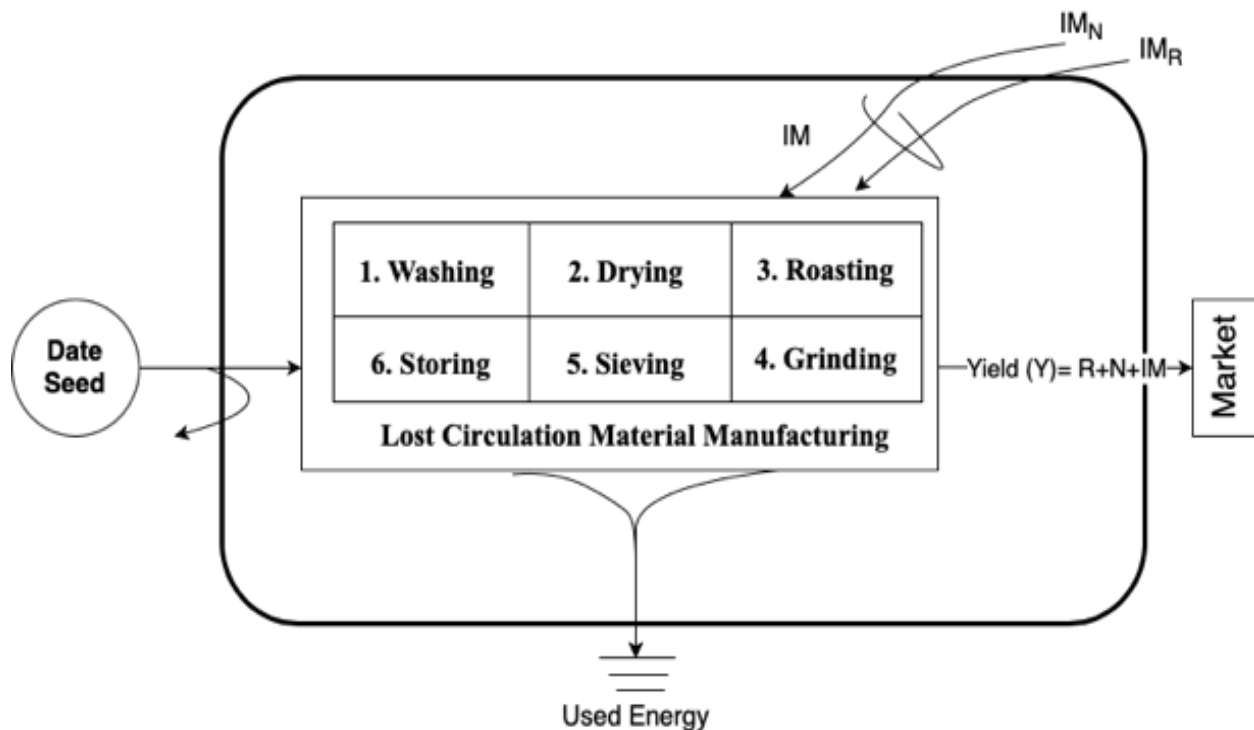 IM_N
IM_R
IM
1. Washing
2. Drying
3. Roasting
6. Storing
5. Sieving
4. Grinding
Lost Circulation Material Manufacturing
Date
Seed
Yield (Y)= R+N+IM
Market
Used Energy